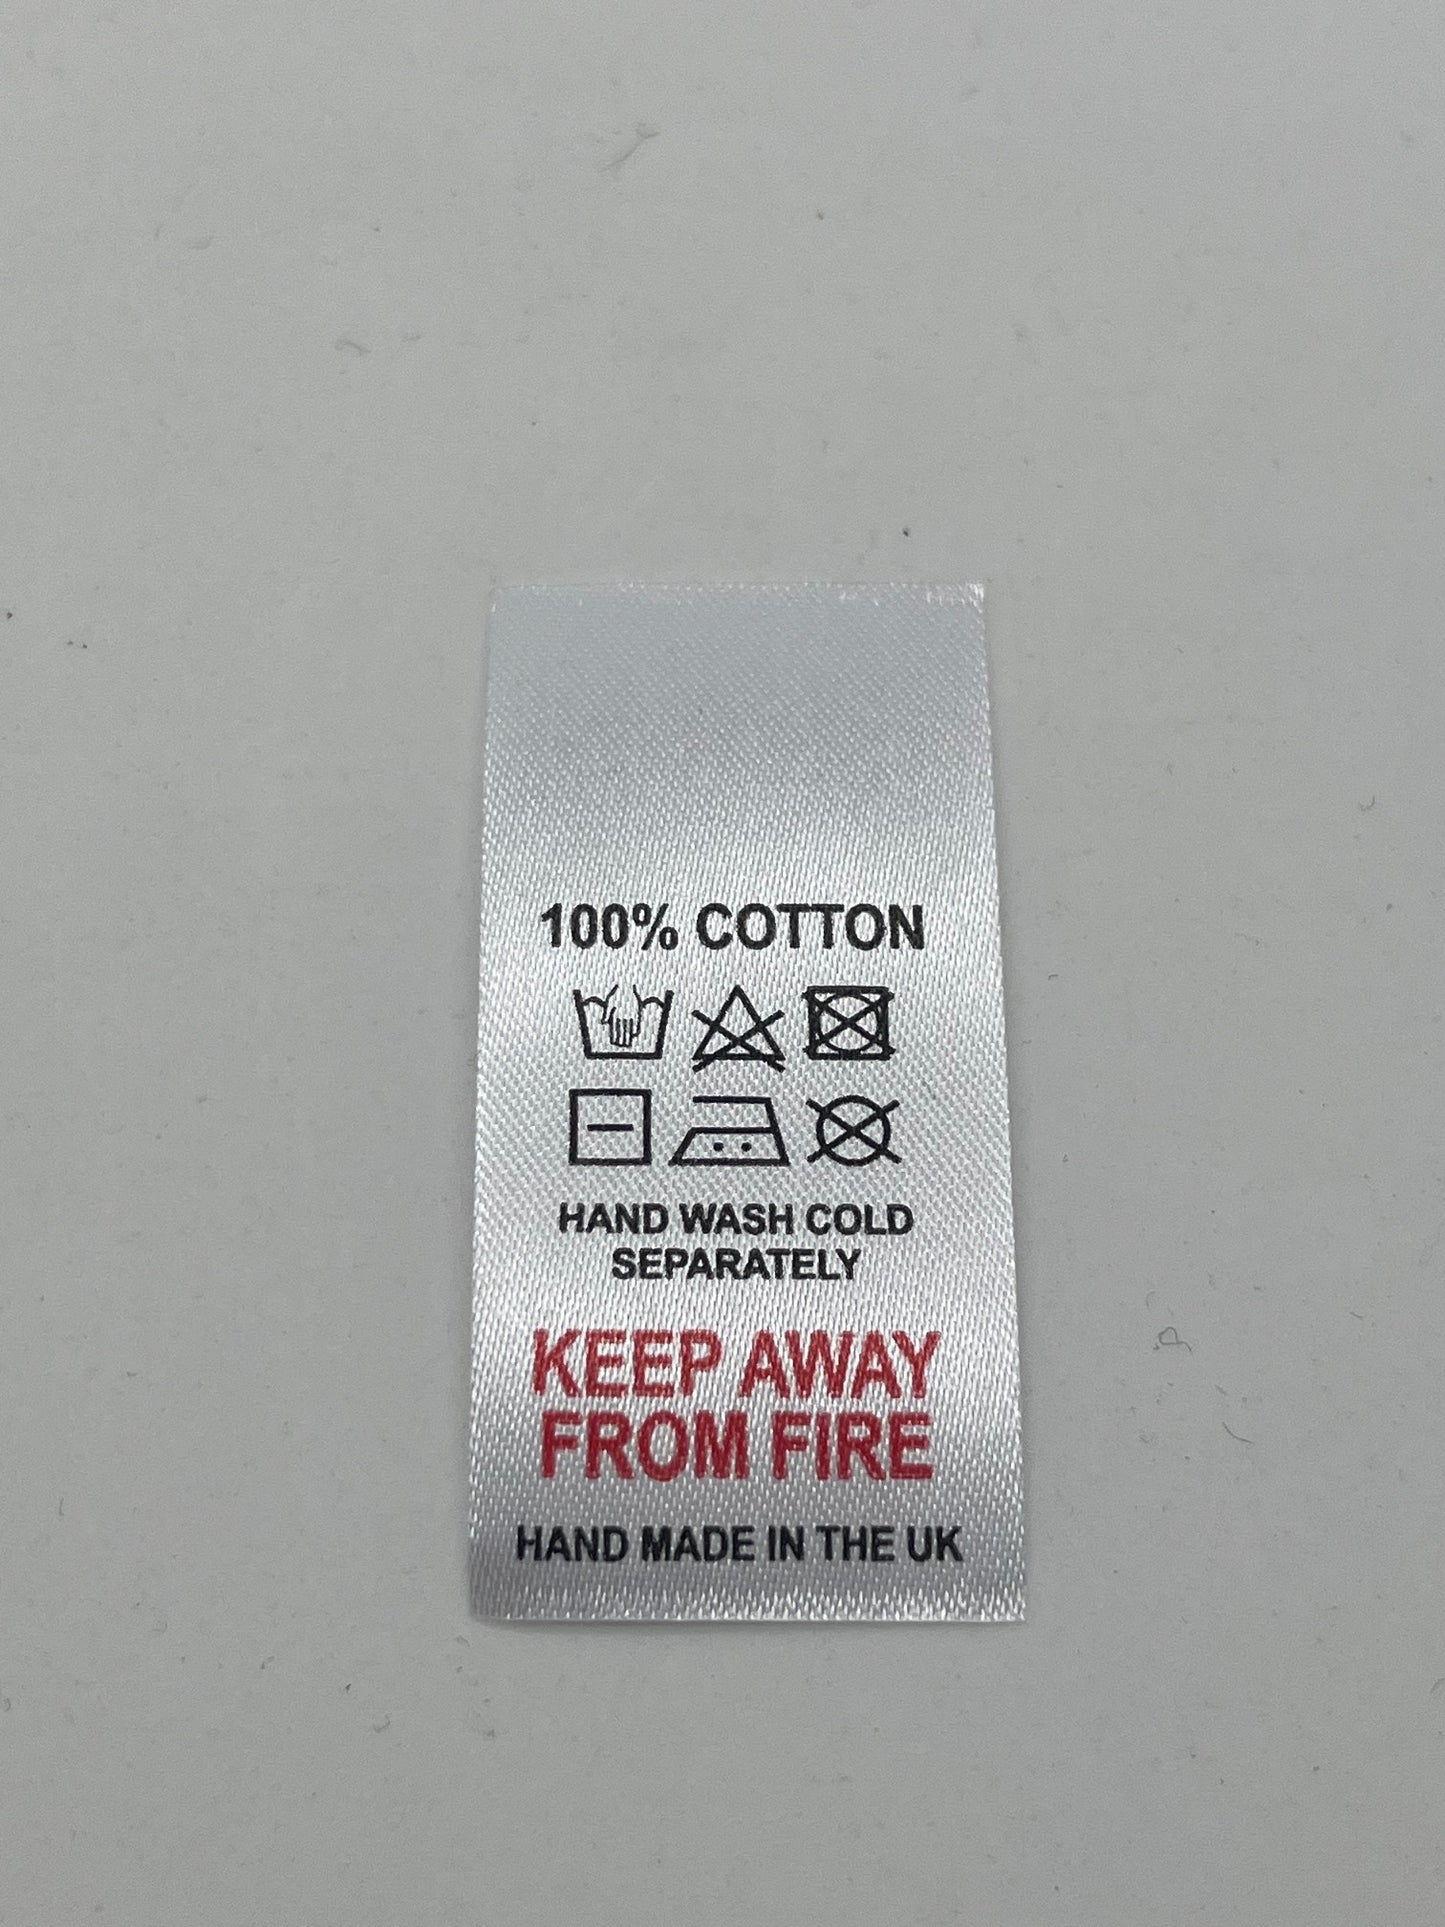 100% COTTON
HAND WASH COLD
SEPARATELY
KEEP AWAY
FROM FIRE
HAND MADE IN THE UK